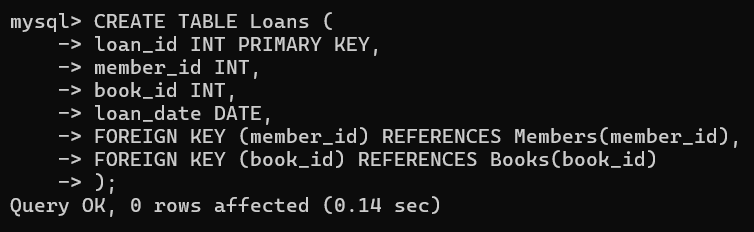 mysql> CREATE TABLE Loans (
    -> loan_id INT PRIMARY KEY,
    -> member_id INT,
    -> book_id INT,
    -> loan_date DATE,
    -> FOREIGN KEY (member_id) REFERENCES Members(member_id),
    -> FOREIGN KEY (book_id) REFERENCES Books(book_id)
    -> );
Query OK, 0 rows affected (0.14 sec)